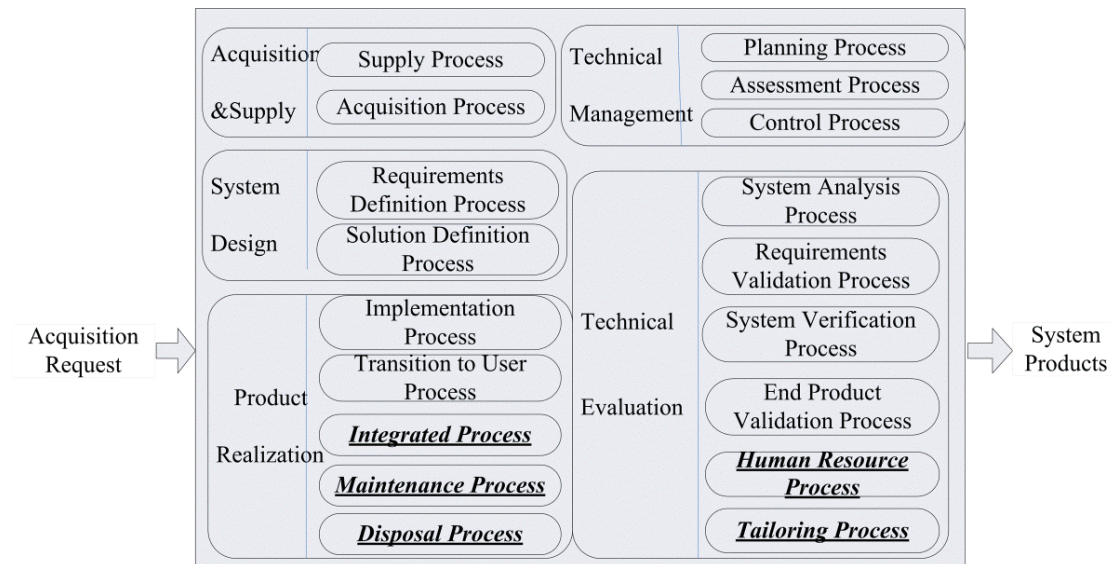 Acquisition
&Supply
Supply Process
Acquisition Process
Technical
Management
Planning Process
Assessment Process
Control Process
System
Design
Requirements
Definition Process
Solution Definition
Process
Product
Realization
Implementation
Process
Transition to User
Process
Integrated Process
Maintenance Process
Disposal Process
Technical
Evaluation
System Analysis
Process
Requirements
Validation Process
System Verification
Process
End Product
Validation Process
Human Resource
Process
Tailoring Process
Acquisition
Request
System
Products